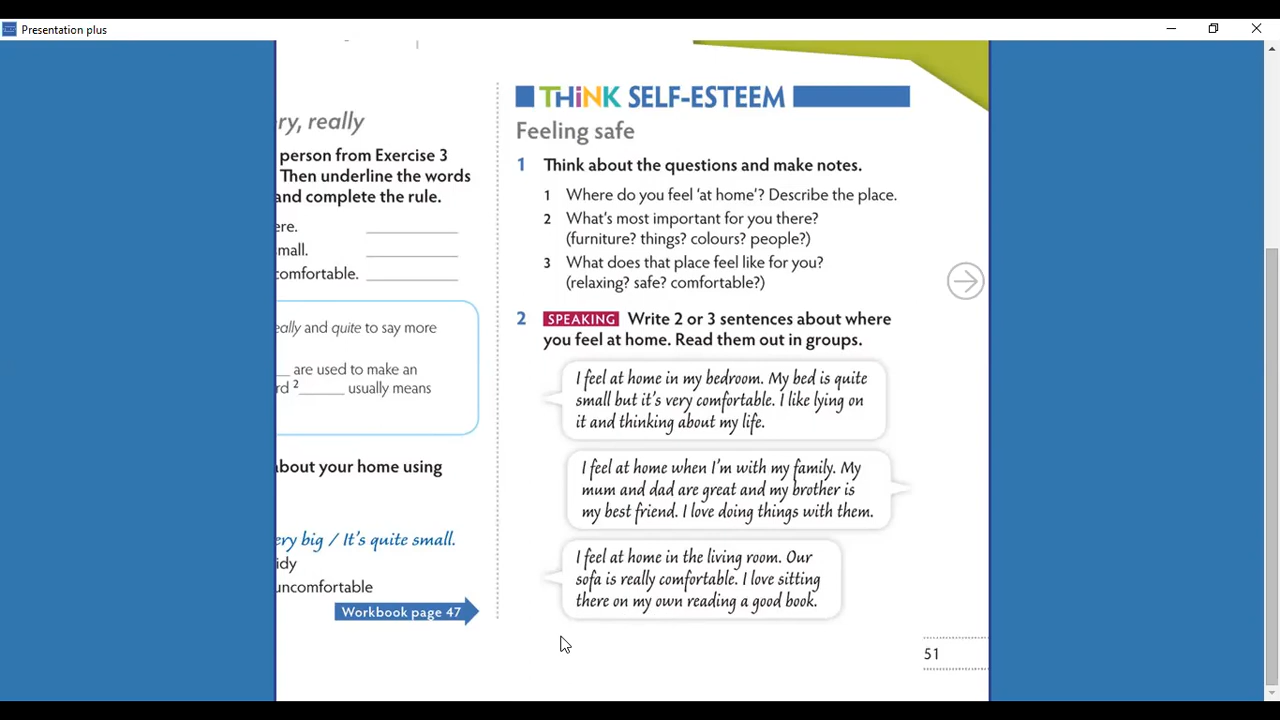 Presentation plus
ry, really
person from Exercise 3
Then underline the words
and complete the rule.
ere.
mall.
comfortable.
eally and quite to say more
are used to make an
rd 2______ usually means
about your home using
ery big / It's quite small.
idy
uncomfortable
Workbook page 47
THiNK SELF-ESTEEM
Feeling safe
1 Think about the questions and make notes.
1 Where do you feel 'at home'? Describe the place.
2 What's most important for you there?
(furniture? things? colours? people?)
3 What does that place feel like for you?
(relaxing? safe? comfortable?)
2 SPEAKING Write 2 or 3 sentences about where
you feel at home. Read them out in groups.
I feel at home in my bedroom. My bed is quite
small but it's very comfortable. I like lying on
it and thinking about my life.
I feel at home when I'm with my family. My
mum and dad are great and my brother is
my best friend. I love doing things with them.
I feel at home in the living room. Our
sofa is really comfortable. I love sitting
there on my own reading a good book.
51